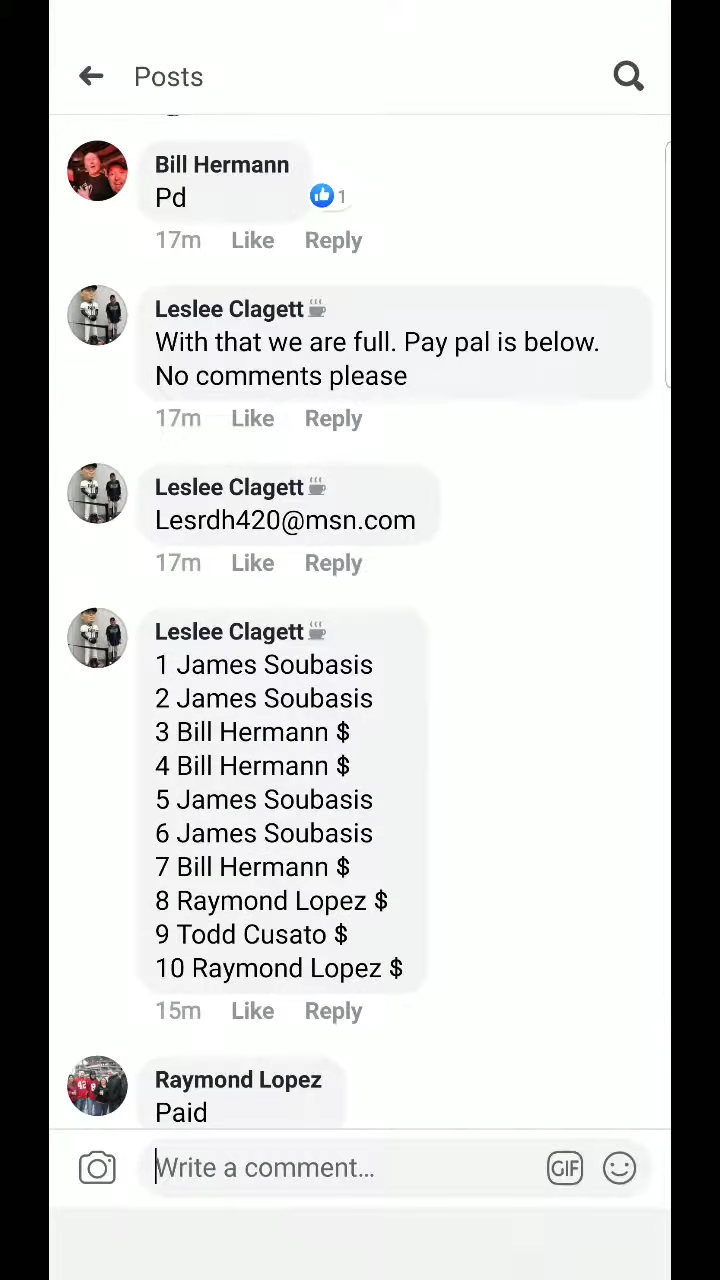 Posts
Bill Hermann
Pd
1
17m Like Reply
Leslee Clagett
With that we are full. Pay pal is below.
No comments please
17m Like Reply
Leslee Clagett
Lesrdh420@msn.com
17m Like Reply
Leslee Clagett
1 James Soubasis
2 James Soubasis
3 Bill Hermann $
4 Bill Hermann $
5 James Soubasis
6 James Soubasis
7 Bill Hermann $
8 Raymond Lopez $
9 Todd Cusato $
10 Raymond Lopez $
15m Like Reply
Raymond Lopez
Paid
Write a comment...
GIF